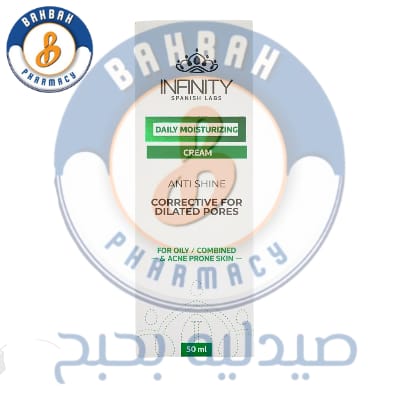 BAHBAH
PHARMACY
INFINITY
SPANISH LABS
DAILY MOISTURIZING
CREAM
ANTI SHINE
CORRECTIVE FOR
DILATED PORES
FOR OILY / COMBINED
— & ACNE PRONE SKIN —
50 ml
BAHBAH
PHARMACY
صيدليه بحبح